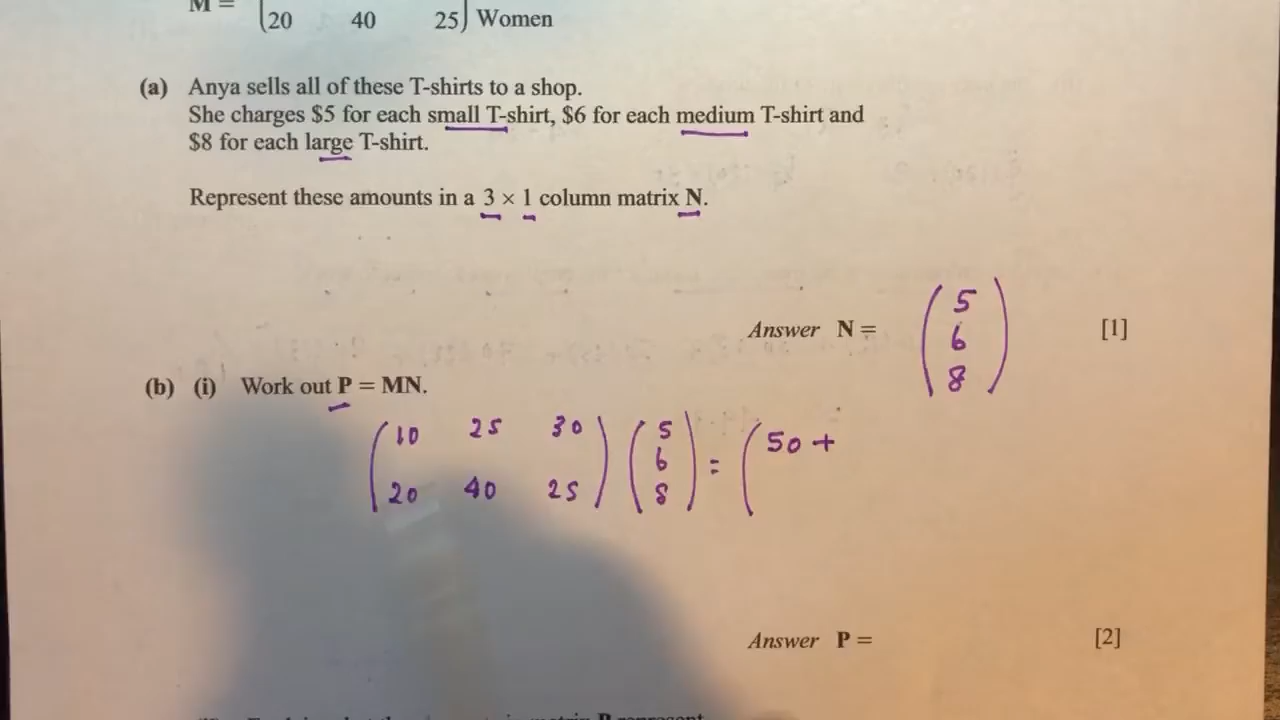 M =
20 40 25 Women
(a) Anya sells all of these T-shirts to a shop.
She charges $5 for each small T-shirt, $6 for each medium T-shirt and
$8 for each large T-shirt.
Represent these amounts in a 3 × 1 column matrix N.
5
6
8
Answer N = [1]
(b) (i) Work out P = MN.
10 25 30
20 40 25
5
6
8
= 50 +
Answer P = [2]